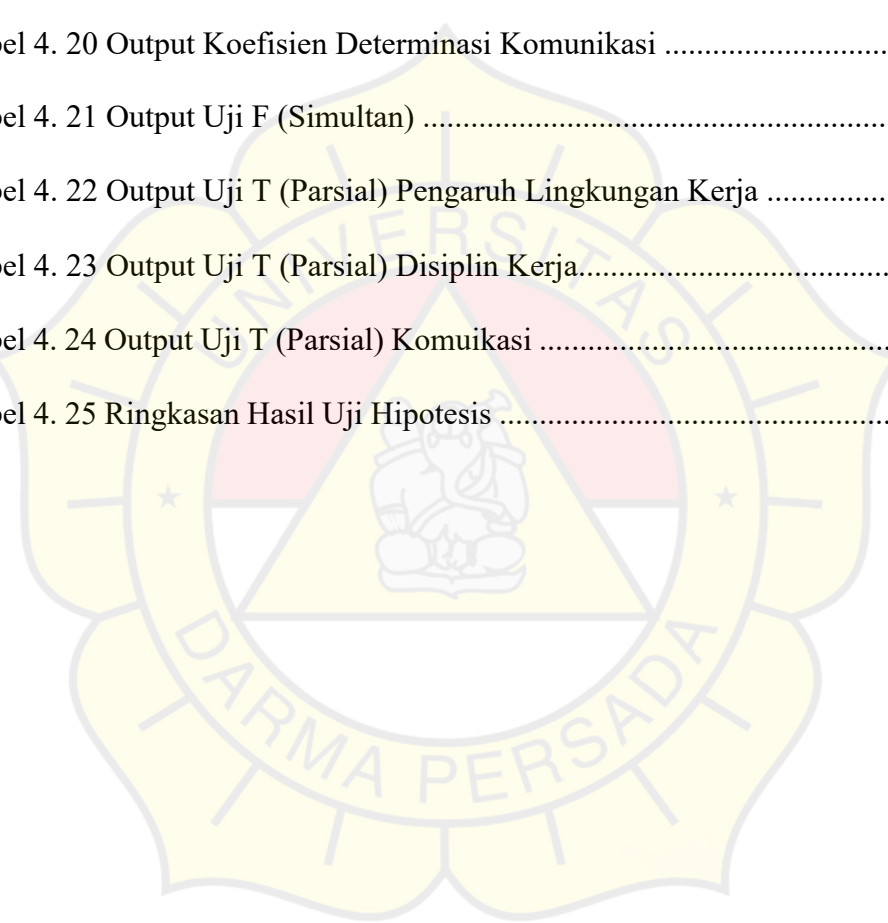 bel 4. 20 Output Koefisien Determinasi Komunikasi ............................
bel 4. 21 Output Uji F (Simultan) ..........................................................
bel 4. 22 Output Uji T (Parsial) Pengaruh Lingkungan Kerja ...............
bel 4. 23 Output Uji T (Parsial) Disiplin Kerja.......................................
bel 4. 24 Output Uji T (Parsial) Komuikasi ............................................
bel 4. 25 Ringkasan Hasil Uji Hipotesis .................................................
UNIVERSITAS
DARMA PERSADA